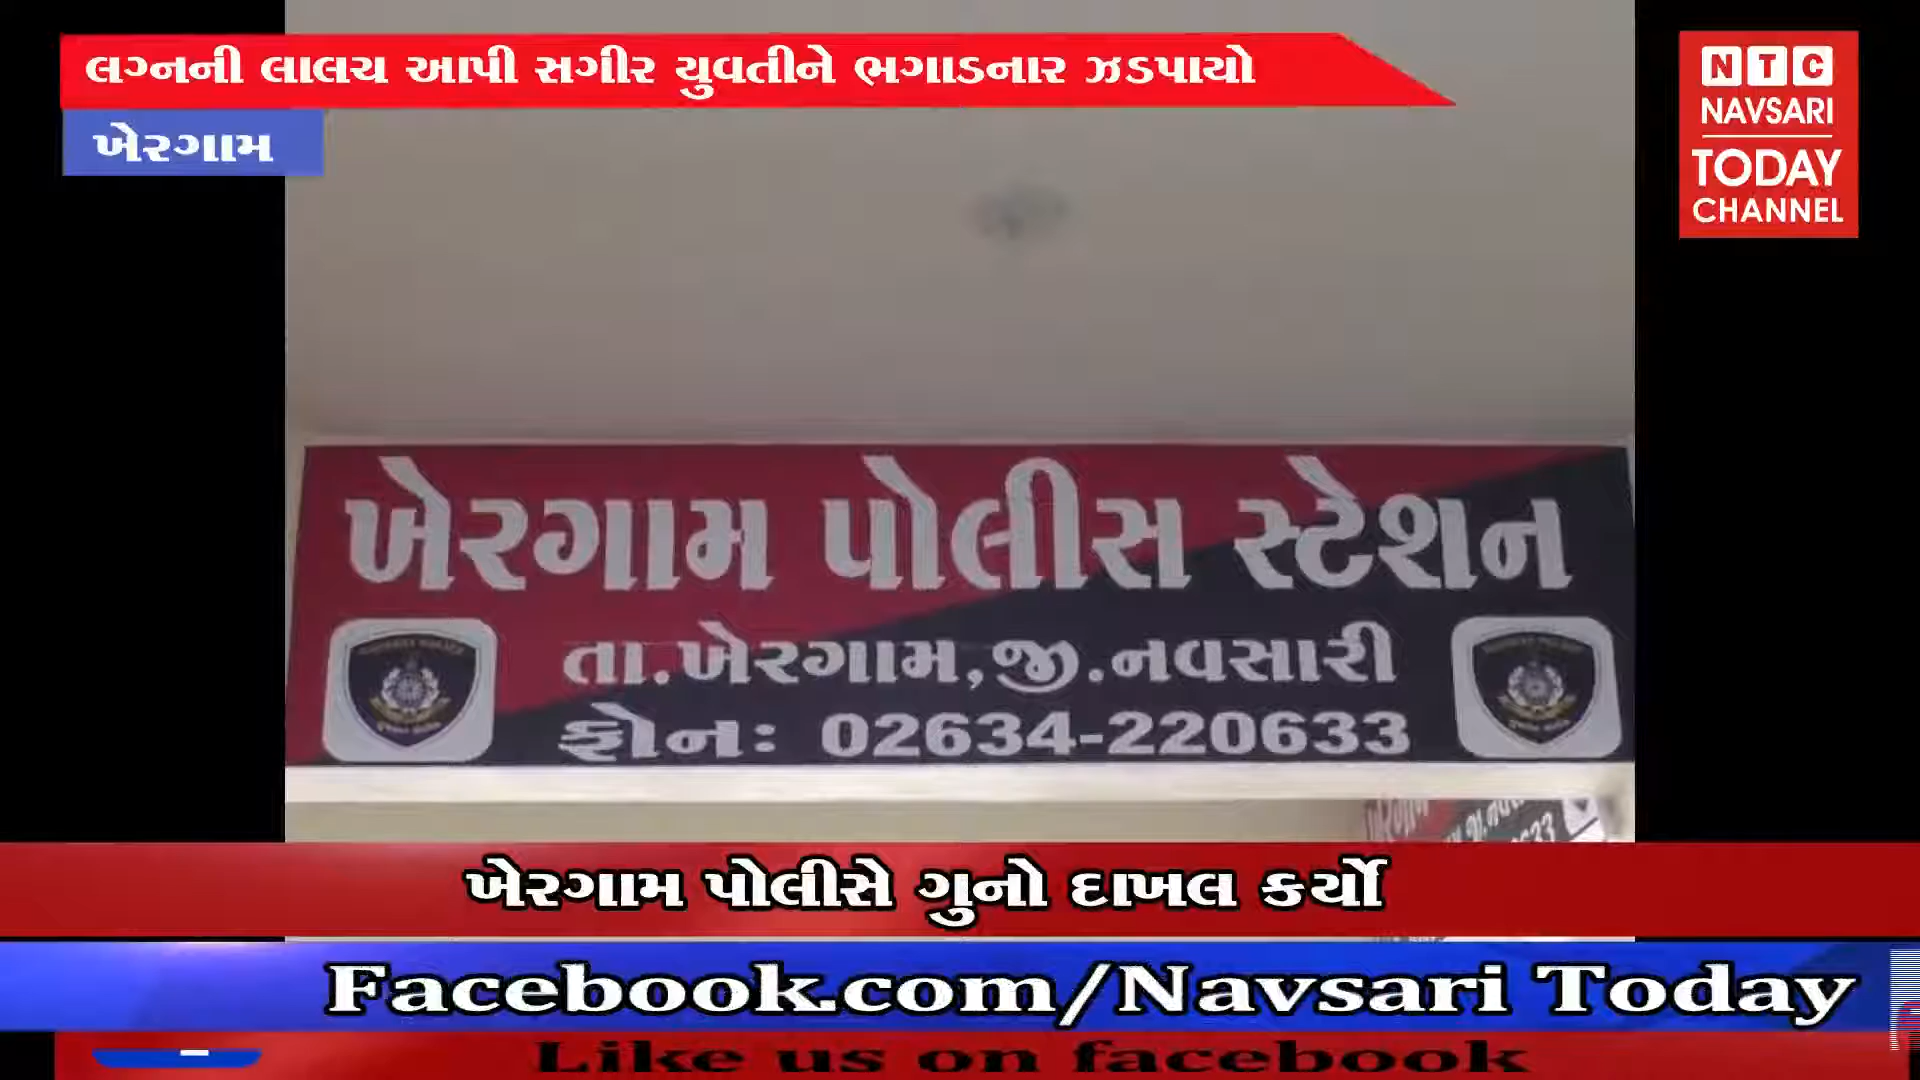 લગ્નની લાલચ આપી સગીર યુવતીને ભગાડનાર ઝડપાયો
ખેરગામ
NTC
NAVSARI
TODAY
CHANNEL
ખેરગામ પોલીસ સ્ટેશન
તા.ખેરગામ,જી.નવસારી
ફોનઃ 02634-220633
ખેરગામ પોલીસે ગુનો દાખલ કર્યો
Facebook.com/Navsari Today
Like us on facebook